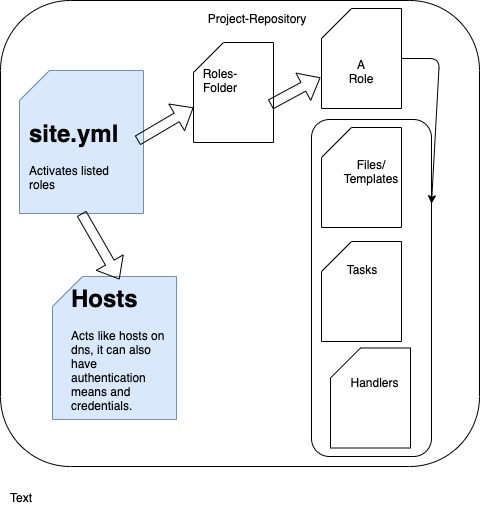 Project-Repository
A
Role
Roles-
Folder
site.yml
Activates listed
roles
Files/
Templates
Tasks
Hosts
Acts like hosts on
dns, it can also
have
authentication
means and
credentials.
Handlers
Text